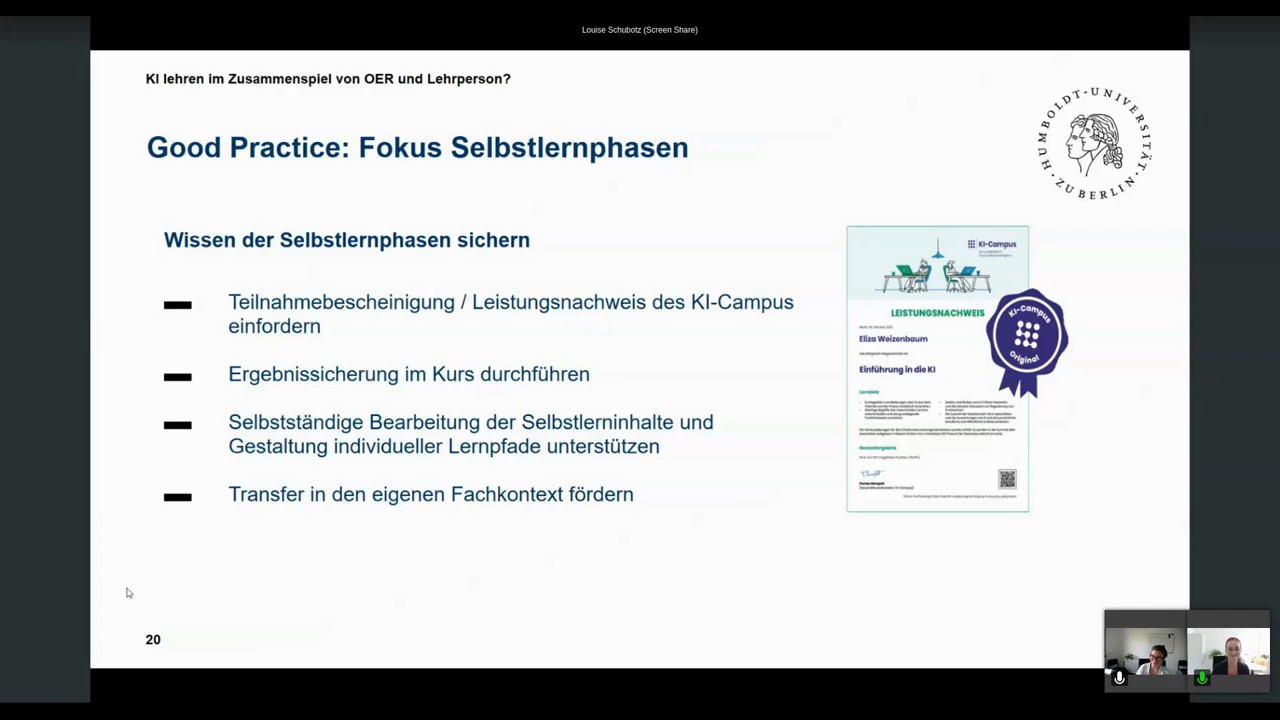 Louise Schubotz (Screen Share)
KI lehren im Zusammenspiel von OER und Lehrperson?
HUMBOLDT-UNIVERSITÄT ZU BERLIN
Good Practice: Fokus Selbstlernphasen
Wissen der Selbstlernphasen sichern
Teilnahmebescheinigung / Leistungsnachweis des KI-Campus
einfordern
Ergebnissicherung im Kurs durchführen
Selbstständige Bearbeitung der Selbstlerninhalte und
Gestaltung individueller Lernpfade unterstützen
Transfer in den eigenen Fachkontext fördern
KI-Campus
LEISTUNGSNACHWEIS
Eliza Weizenbaum
Einführung in die KI
Lernziele
KI-Campus
Original
20